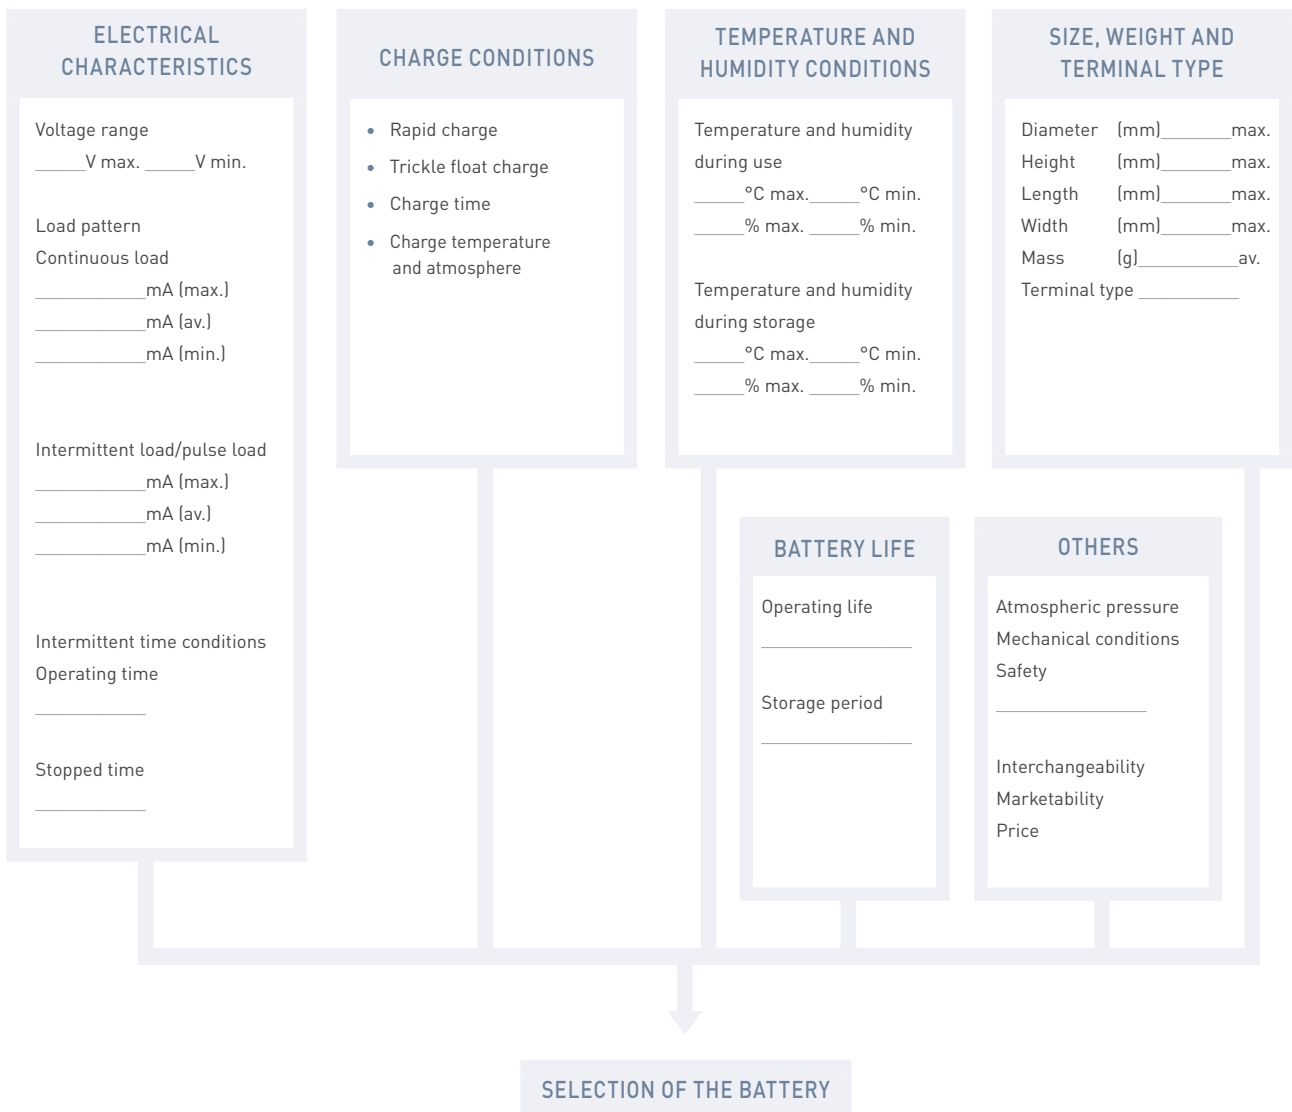 ELECTRICAL
CHARACTERISTICS
Voltage range
_____V max. _____V min.
Load pattern
Continuous load
___________mA (max.)
___________mA (av.)
___________mA (min.)
Intermittent load/pulse load
___________mA (max.)
___________mA (av.)
___________mA (min.)
Intermittent time conditions
Operating time
___________
Stopped time
___________
CHARGE CONDITIONS
• Rapid charge
• Trickle float charge
• Charge time
• Charge temperature
and atmosphere
TEMPERATURE AND
HUMIDITY CONDITIONS
Temperature and humidity
during use
_____°C max._____°C min.
_____% max. _____% min.
Temperature and humidity
during storage
_____°C max._____°C min.
_____% max. _____% min.
SIZE, WEIGHT AND
TERMINAL TYPE
Diameter (mm)_______max.
Height (mm)_______max.
Length (mm)_______max.
Width (mm)_______max.
Mass (g)__________av.
Terminal type __________
BATTERY LIFE
Operating life
_______________
Storage period
_______________
OTHERS
Atmospheric pressure
Mechanical conditions
Safety
_______________
Interchangeability
Marketability
Price
SELECTION OF THE BATTERY